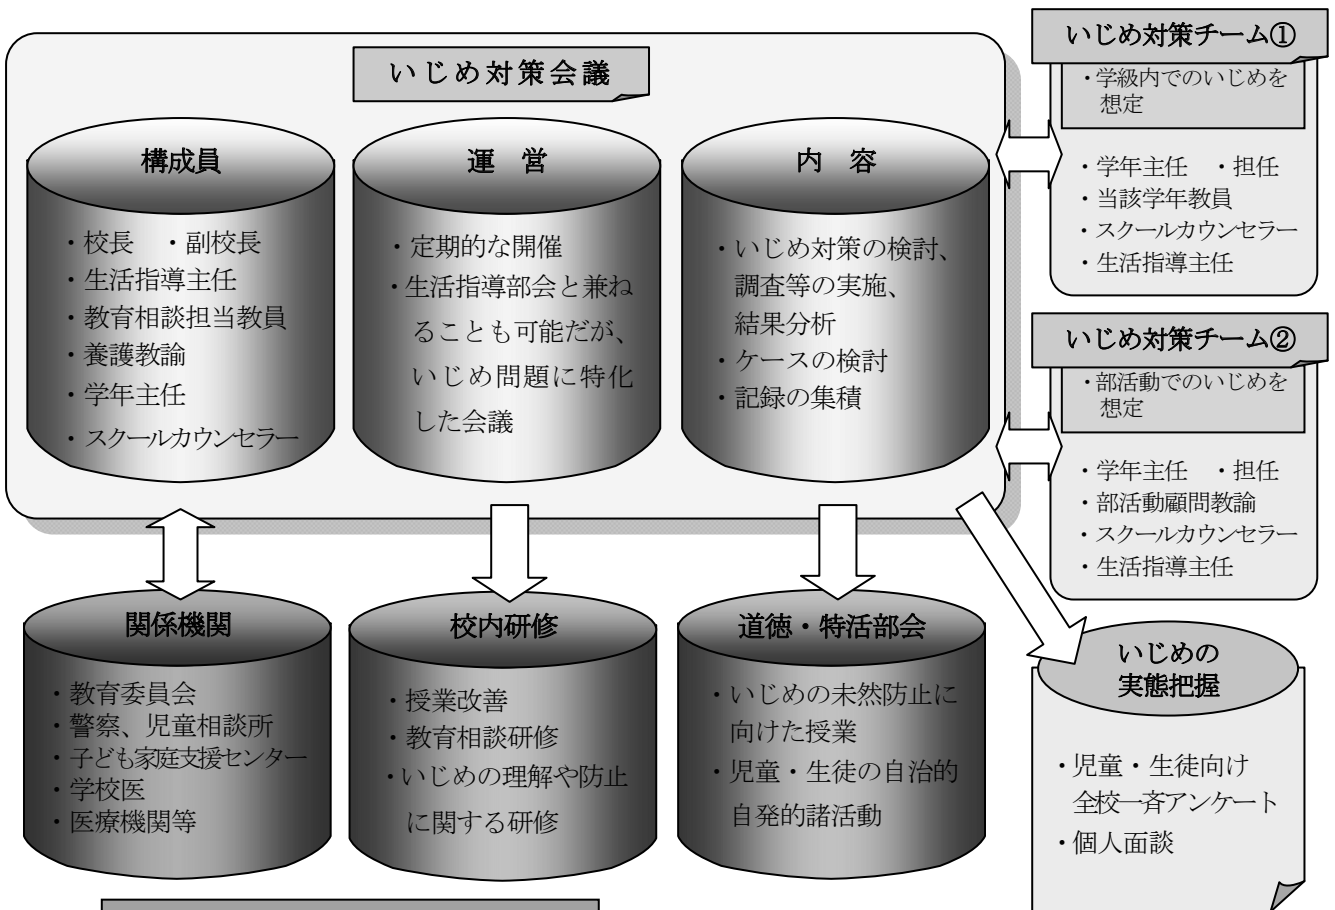 いじめ対策会議
構成員
・校長　・副校長
・生活指導主任
・教育相談担当教員
・養護教諭
・学年主任
・スクールカウンセラー
運　営
・定期的な開催
・生活指導部会と兼ね
ることも可能だが、
いじめ問題に特化
した会議
内　容
・いじめ対策の検討、
調査等の実施、
結果分析
・ケースの検討
・記録の集積
いじめ対策チーム①
・学級内でのいじめを
想定
・学年主任　・担任
・当該学年教員
・スクールカウンセラー
・生活指導主任
いじめ対策チーム②
・部活動でのいじめを
想定
・学年主任　・担任
・部活動顧問教諭
・スクールカウンセラー
・生活指導主任
関係機関
・教育委員会
・警察、児童相談所
・子ども家庭支援センター
・学校医
・医療機関等
校内研修
・授業改善
・教育相談研修
・いじめの理解や防止
に関する研修
道徳・特活部会
・いじめの未然防止に
向けた授業
・児童・生徒の自治的
自発的諸活動
いじめの
実態把握
・児童・生徒向け
全校一斉アンケート
・個人面談